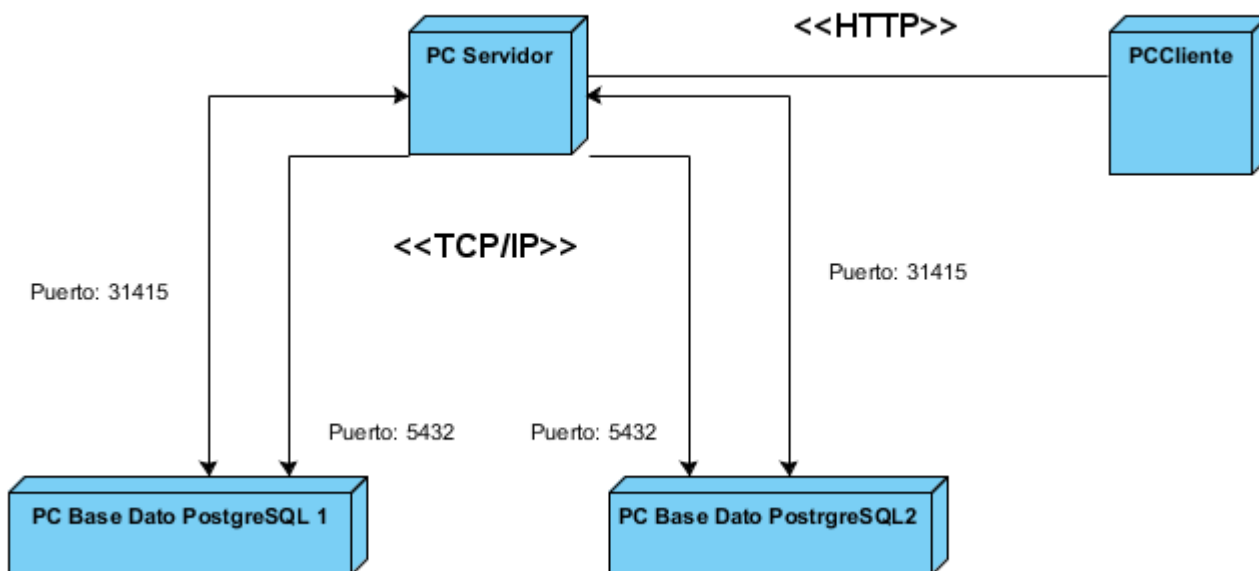 <<HTTP>>
PC Servidor
PCCliente
<<TCP/IP>>
Puerto: 31415
Puerto: 31415
Puerto: 5432
Puerto: 5432
PC Base Dato PostgreSQL 1
PC Base Dato PostrgreSQL2